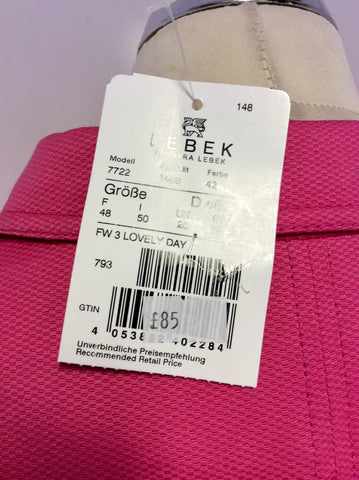 148
LEBEK
BARBARA LEBEK
Modell Farbe
7722 42
Größe
F I D
48 50
FW 3 LOVELY DAY
793
£85
GTIN
Unverbindliche Preisempfehlung
Recommended Retail Price